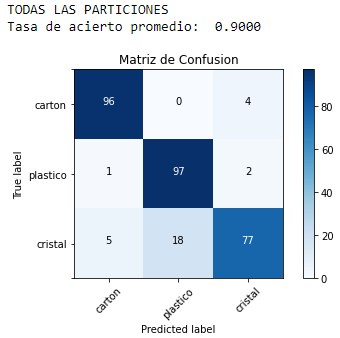 TODAS LAS PARTICIONES
Tasa de acierto promedio: 0.9000
Matriz de Confusion
carton 96 0 4
plastico 1 97 2
cristal 5 18 77
carton plastico cristal
True label
Predicted label
80
60
40
20
0